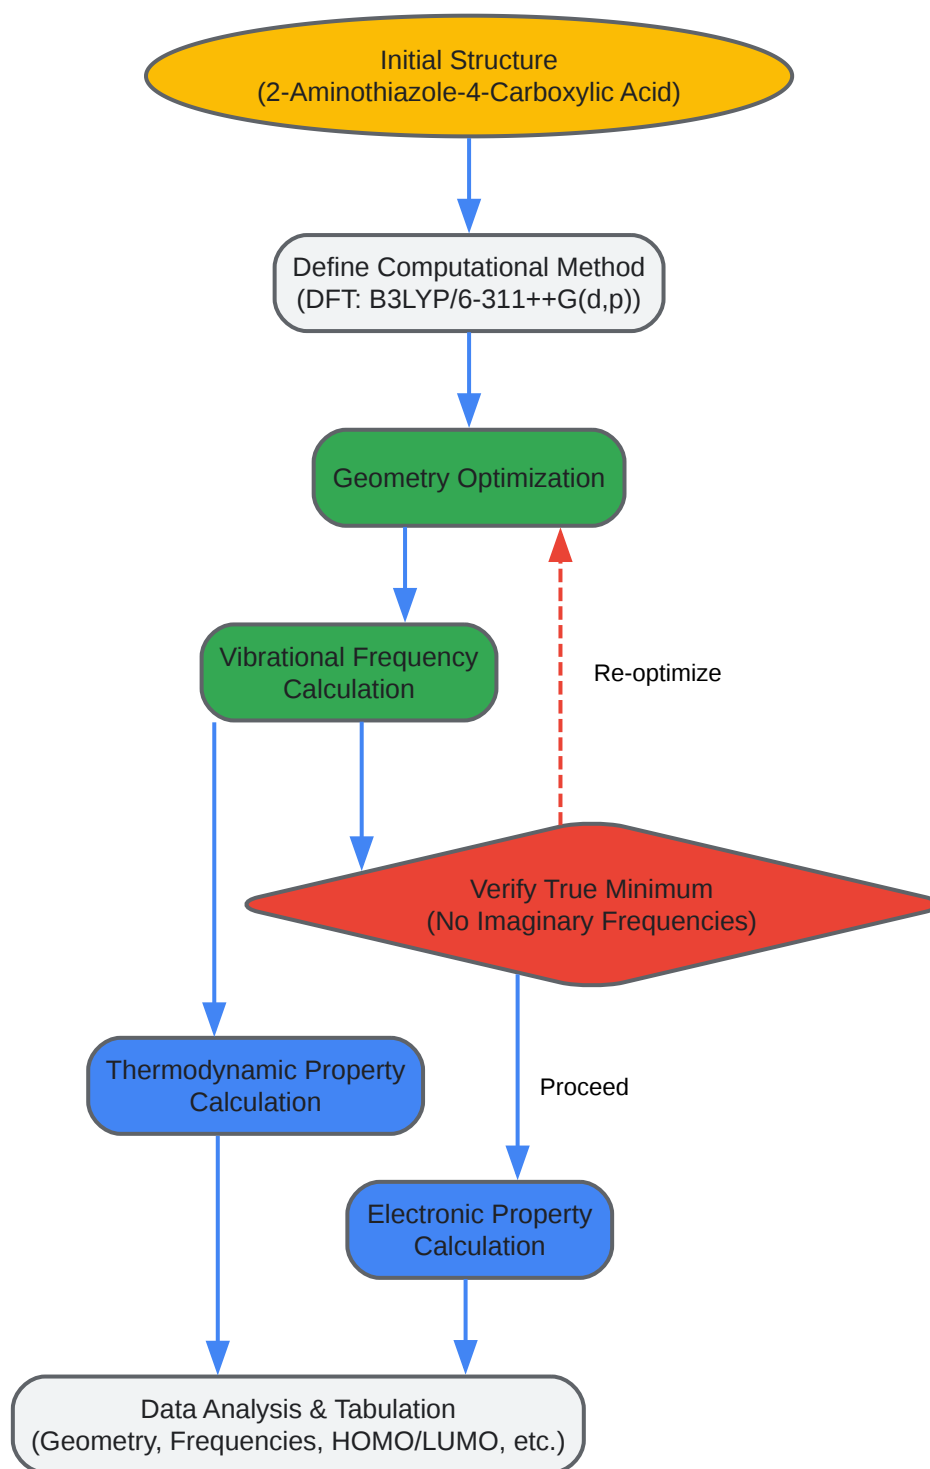 Initial Structure
(2-Aminothiazole-4-Carboxylic Acid)
Define Computational Method
(DFT: B3LYP/6-311++G(d,p))
Geometry Optimization
Vibrational Frequency
Calculation
Re-optimize
Verify True Minimum
(No Imaginary Frequencies)
Thermodynamic Property
Calculation
Proceed
Electronic Property
Calculation
Data Analysis & Tabulation
(Geometry, Frequencies, HOMO/LUMO, etc.)